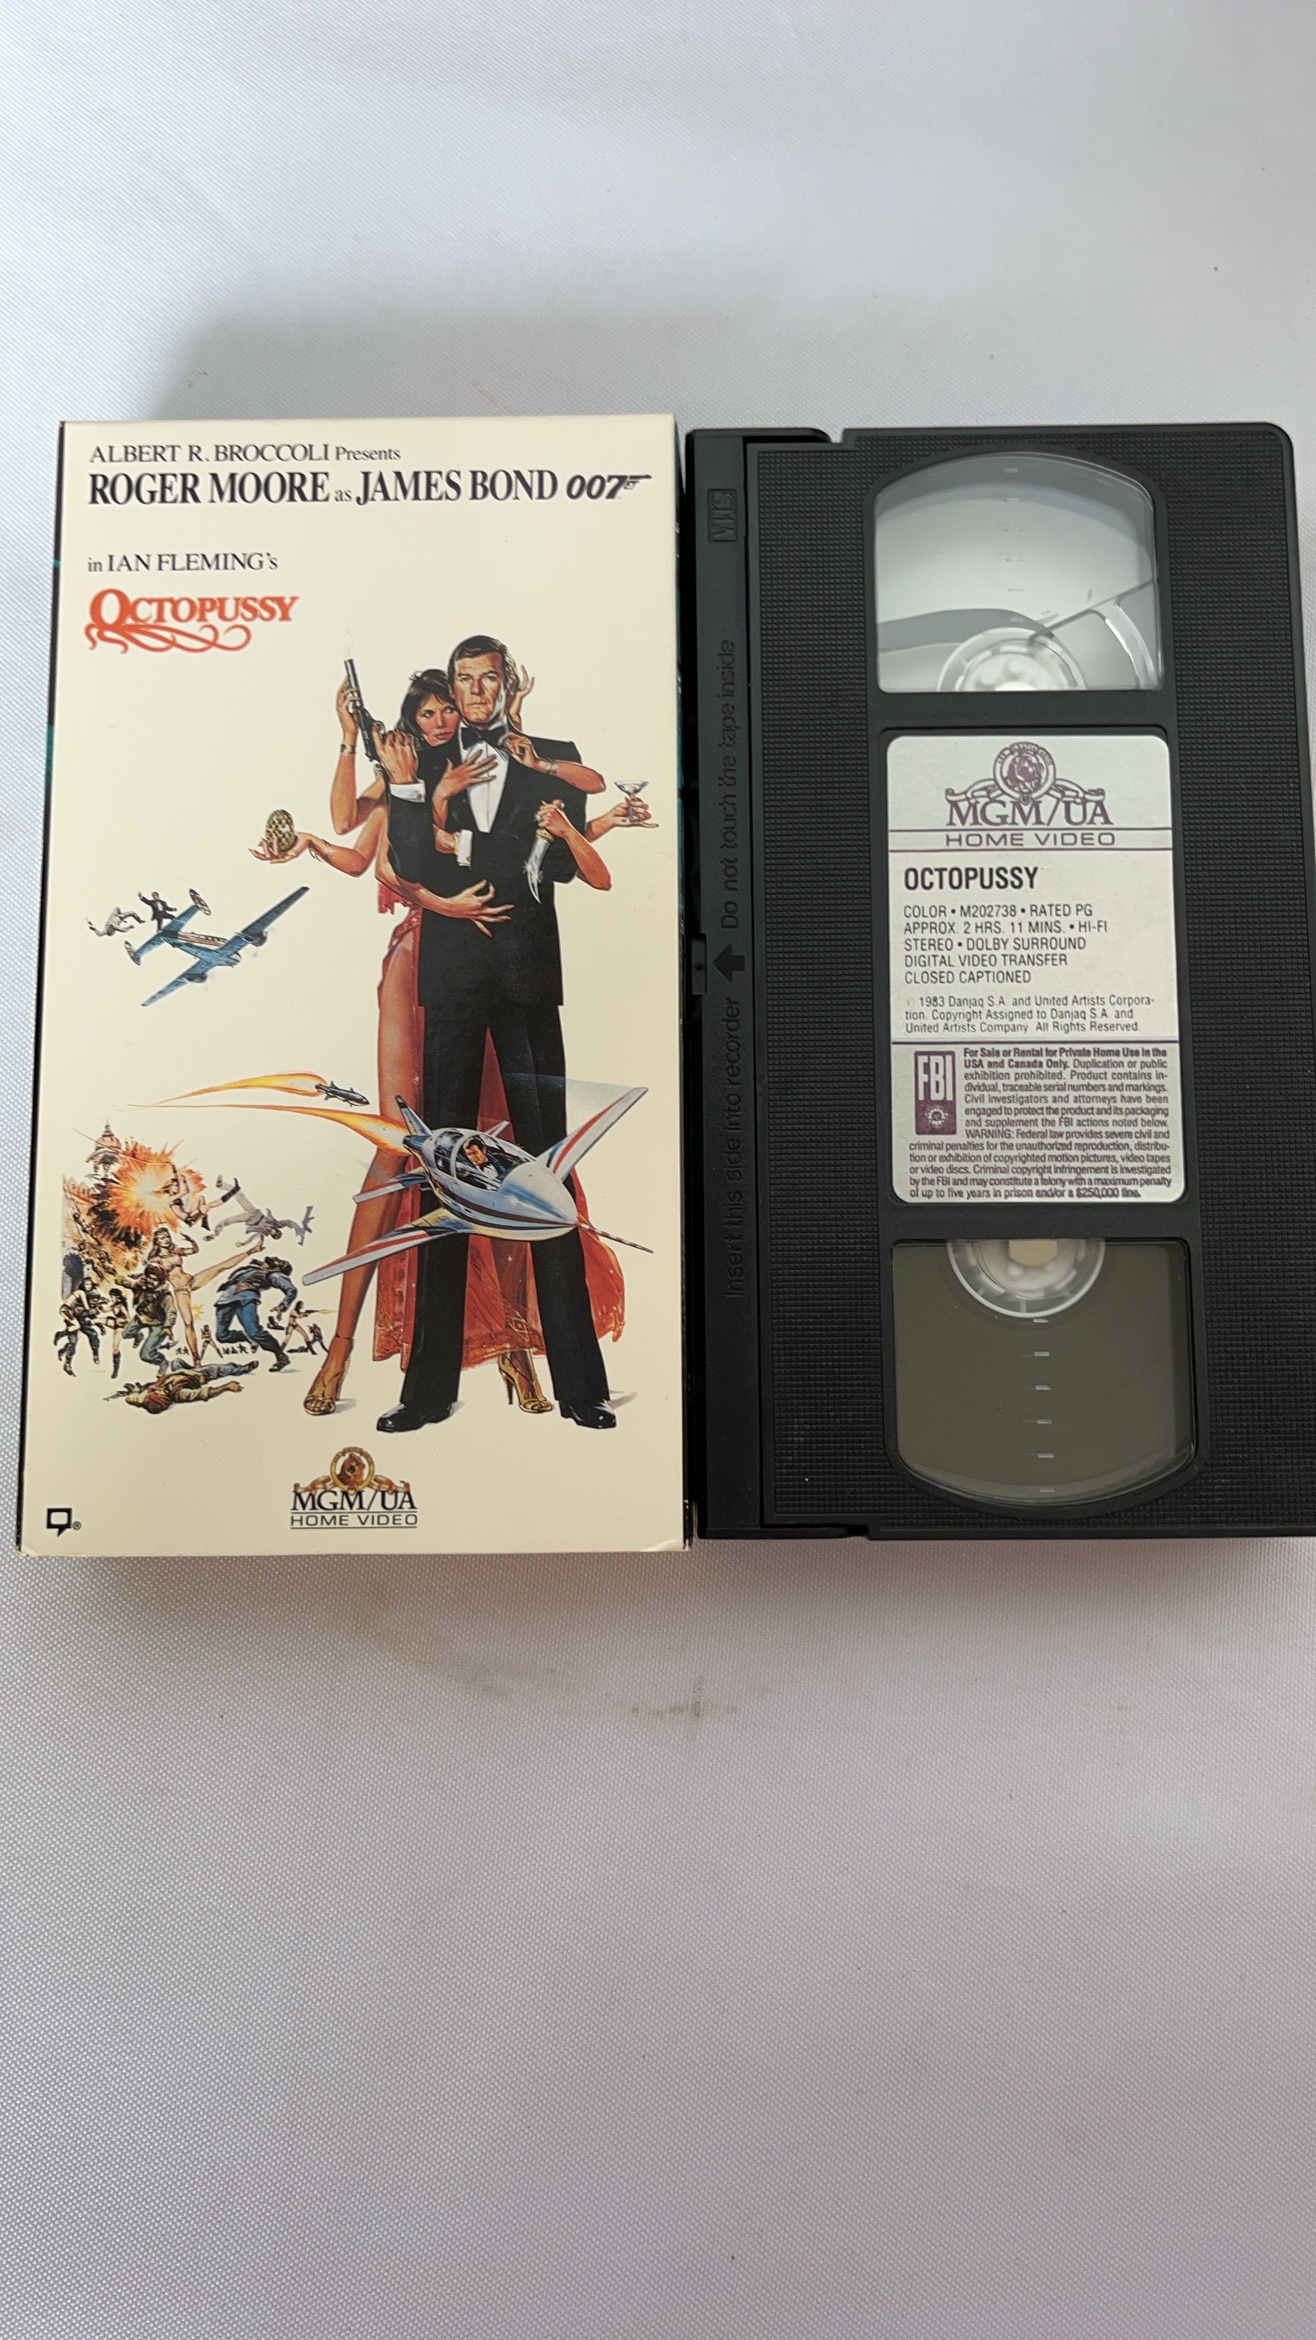 ALBERT R. BROCCOLI Presents
ROGER MOORE as JAMES BOND 007
in IAN FLEMING's
OCTOPUSSY
MGM/UA
HOME VIDEO
®
VHS
Do not touch the tape inside
Insert this side into recorder
MGM/UA
HOME VIDEO
OCTOPUSSY
COLOR • M202738 • RATED PG
APPROX. 2 HRS. 11 MINS. • HI-FI
STEREO • DOLBY SURROUND
DIGITAL VIDEO TRANSFER
CLOSED CAPTIONED
© 1983 Danjaq S.A. and United Artists Corpora-
tion. Copyright Assigned to Danjaq S.A. and
United Artists Company. All Rights Reserved.
FBI
For Sale or Rental for Private Home Use in the
USA and Canada Only. Duplication or public
exhibition prohibited. Product contains in-
dividual, traceable serial numbers and markings.
Civil investigators and attorneys have been
engaged to protect the product and its packaging
and supplement the FBI actions noted below.
WARNING: Federal law provides severe civil and
criminal penalties for the unauthorized reproduction, distribu-
tion or exhibition of copyrighted motion pictures, video tapes
or video discs. Criminal copyright infringement is investigated
by the FBI and may constitute a felony with a maximum penalty
of up to five years in prison and/or a $250,000 fine.